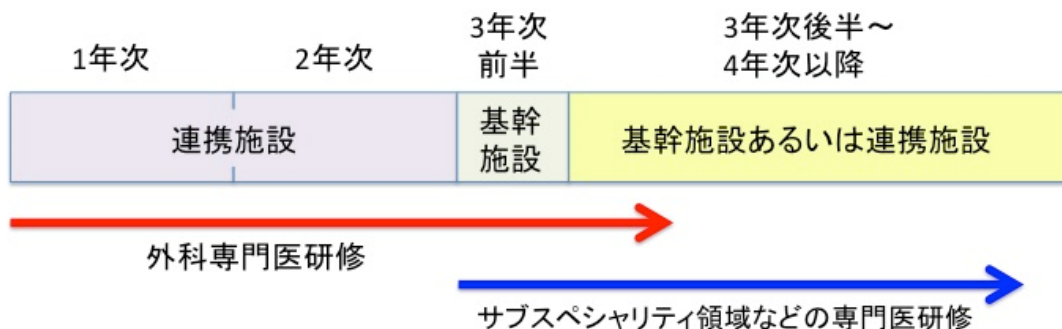 1年次
2年次
3年次
前半
3年次後半～
4年次以降
連携施設
基幹
施設
基幹施設あるいは連携施設
外科専門医研修
サブスペシャリティ領域などの専門医研修